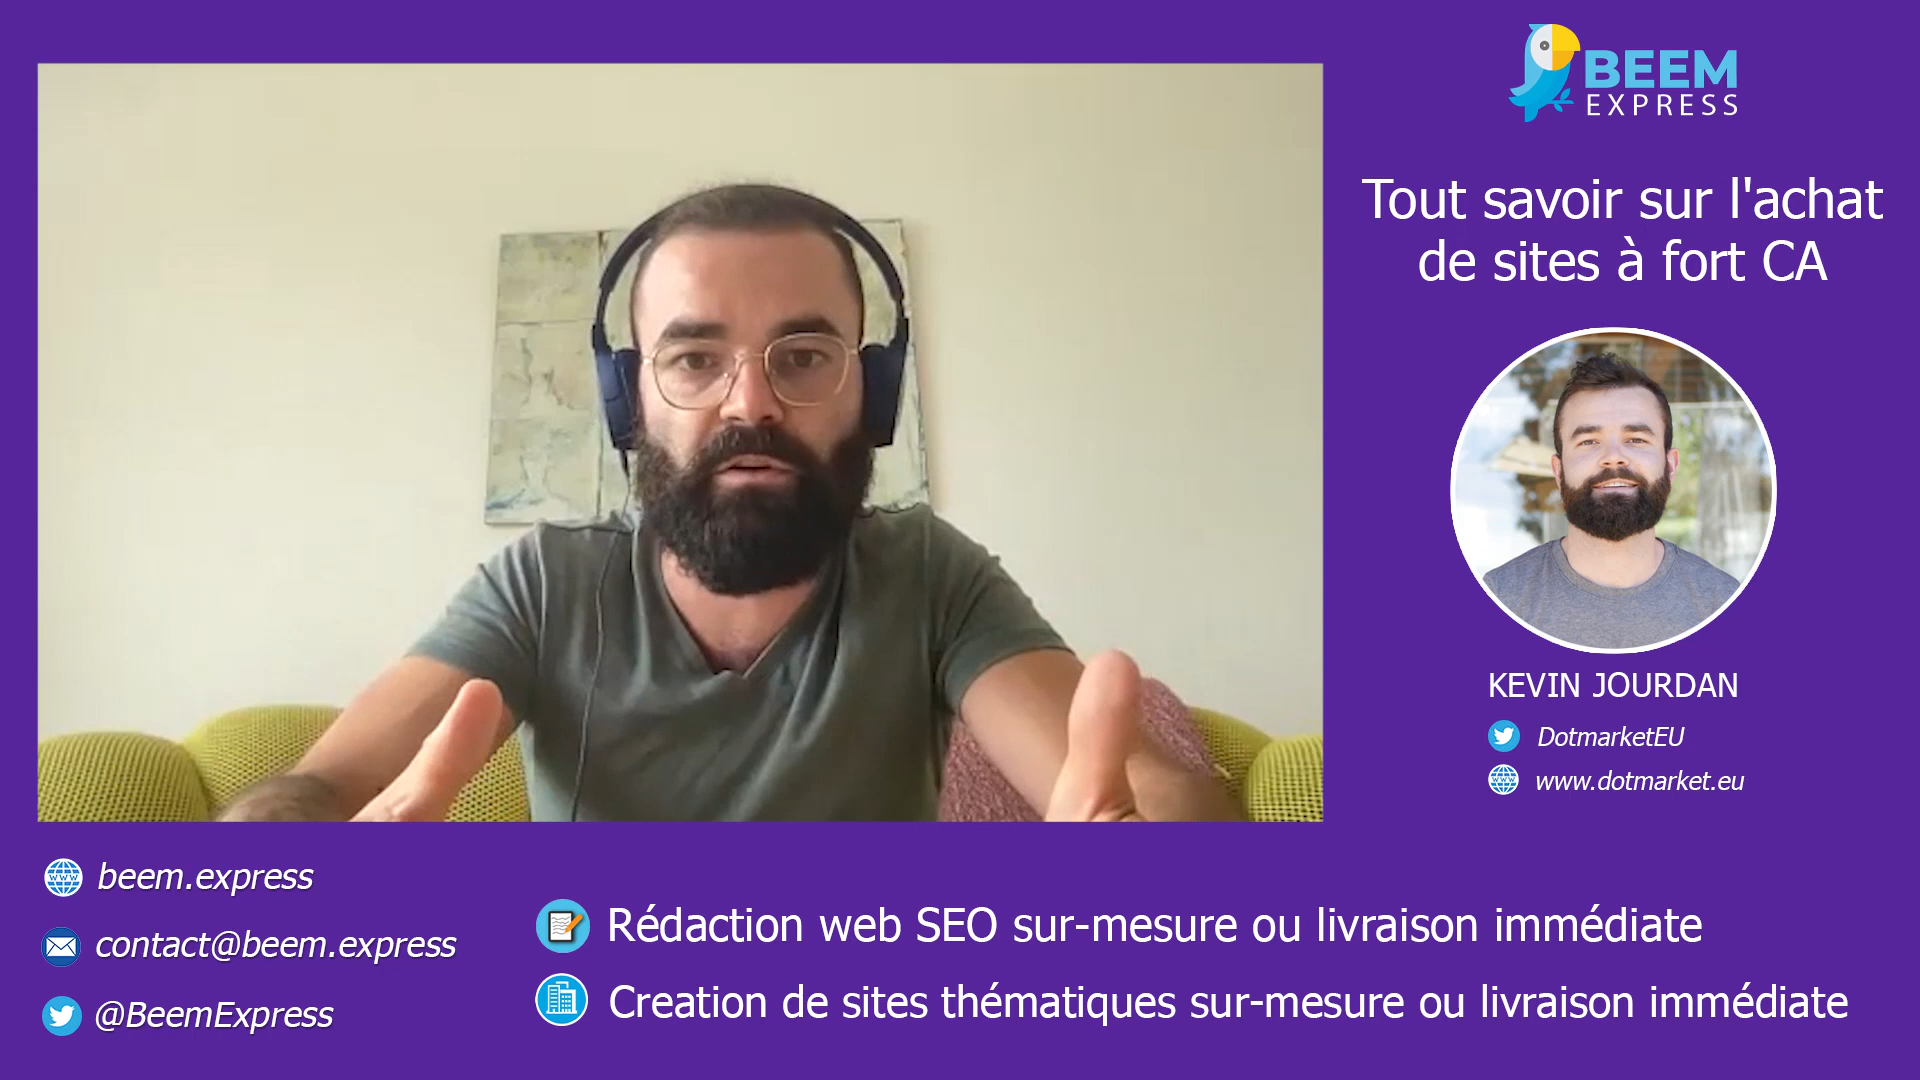 BEEM
EXPRESS
Tout savoir sur l'achat
de sites à fort CA
KEVIN JOURDAN
DotmarketEU
www.dotmarket.eu
beem.express
contact@beem.express
@BeemExpress
Rédaction web SEO sur-mesure ou livraison immédiate
Creation de sites thématiques sur-mesure ou livraison immédiate